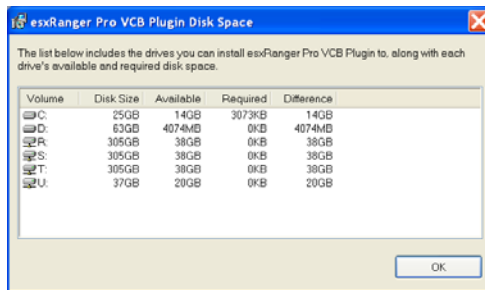 esxRanger Pro VCB Plugin Disk Space
The list below includes the drives you can install esxRanger Pro VCB Plugin to, along with each
drive's available and required disk space.
Volume Disk Size Available Required Difference
C: 25GB 14GB 3073KB 14GB
D: 63GB 4074MB 0KB 4074MB
R: 305GB 38GB 0KB 38GB
S: 305GB 38GB 0KB 38GB
T: 305GB 38GB 0KB 38GB
U: 37GB 20GB 0KB 20GB
OK